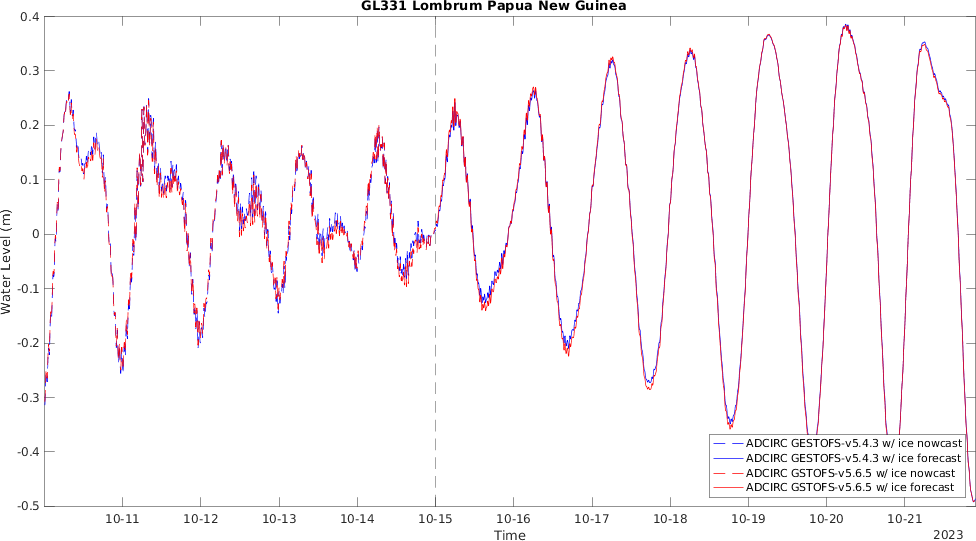 GL331 Lombrum Papua New Guinea
0.4
0.3
0.2
0.1
0
-0.1
-0.2
-0.3
-0.4
-0.5
Water Level (m)
ADCIRC GESTOFS-v5.4.3 w/ ice nowcast
ADCIRC GESTOFS-v5.4.3 w/ ice forecast
ADCIRC GSTOFS-v5.6.5 w/ ice nowcast
ADCIRC GSTOFS-v5.6.5 w/ ice forecast
10-11 10-12 10-13 10-14 10-15 10-16 10-17 10-18 10-19 10-20 10-21
Time
2023